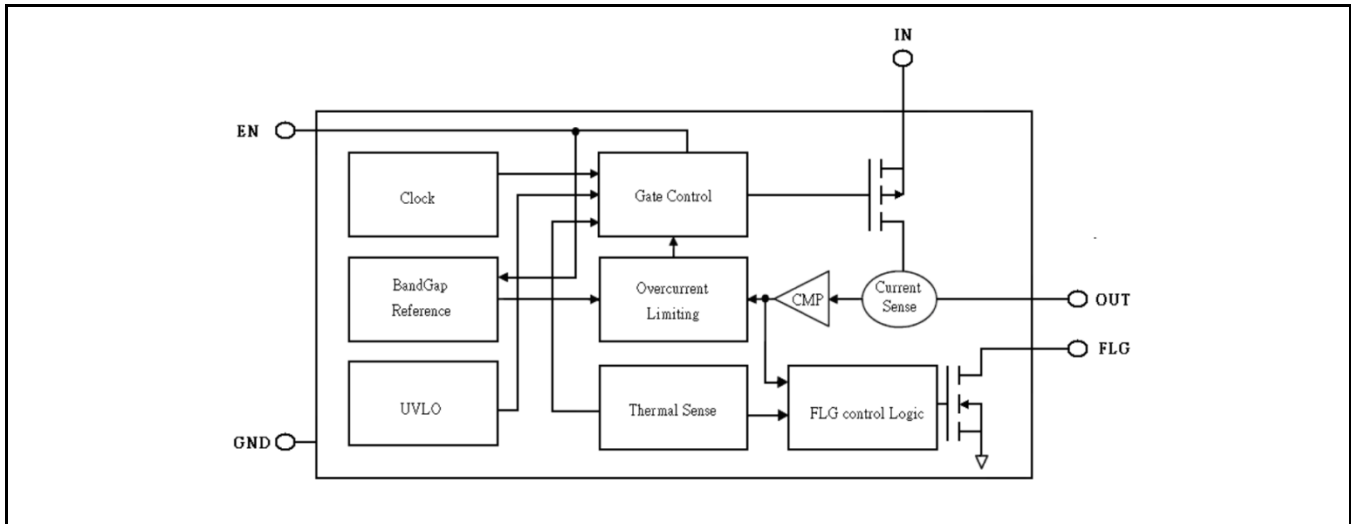 IN
EN
Clock
Gate Control
BandGap
Reference
Overcurrent
Limiting
CMP
Current
Sense
OUT
FLG
UVLO
Thermal Sense
FLG control Logic
GND